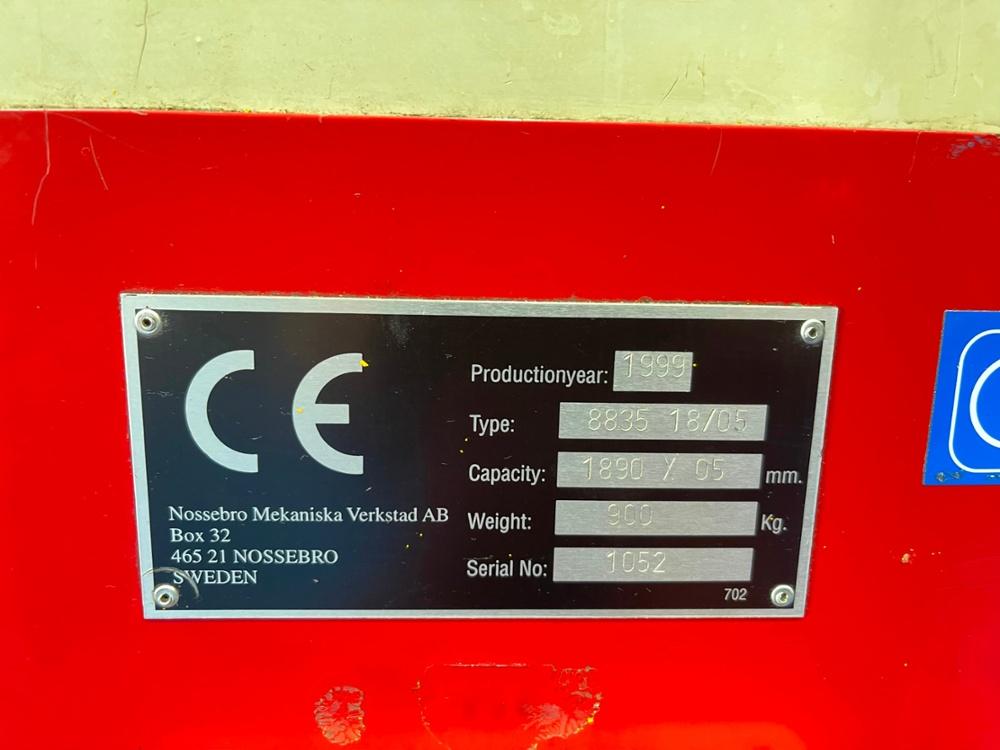 CE
Nossebro Mekaniska Verkstad AB
Box 32
465 21 NOSSEBRO
SWEDEN
Productionyear: 1999
Type: 8835 18/05
Capacity: 1890 X 05 mm.
Weight: 900 Kg.
Serial No: 1052
702